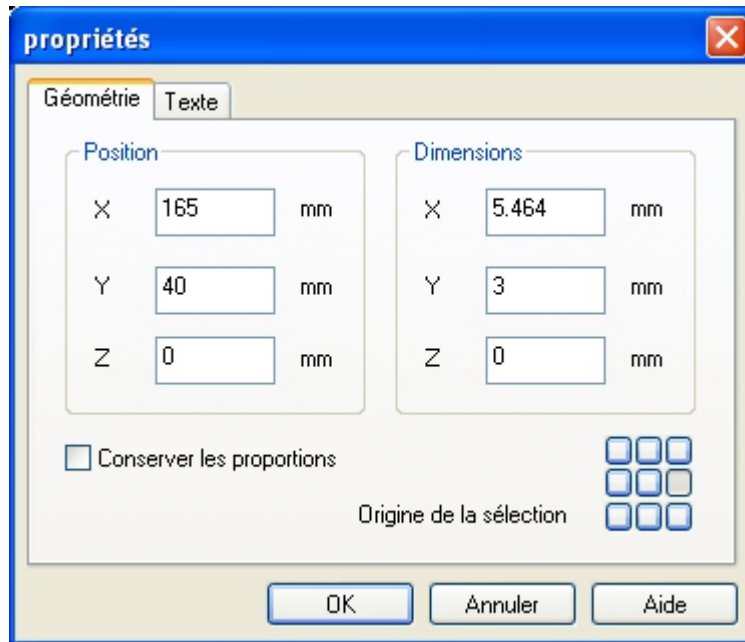 propriétés
Géométrie Texte
Position Dimensions
X 165 mm X 5.464 mm
Y 40 mm Y 3 mm
Z 0 mm Z 0 mm
Conserver les proportions
Origine de la sélection
OK Annuler Aide